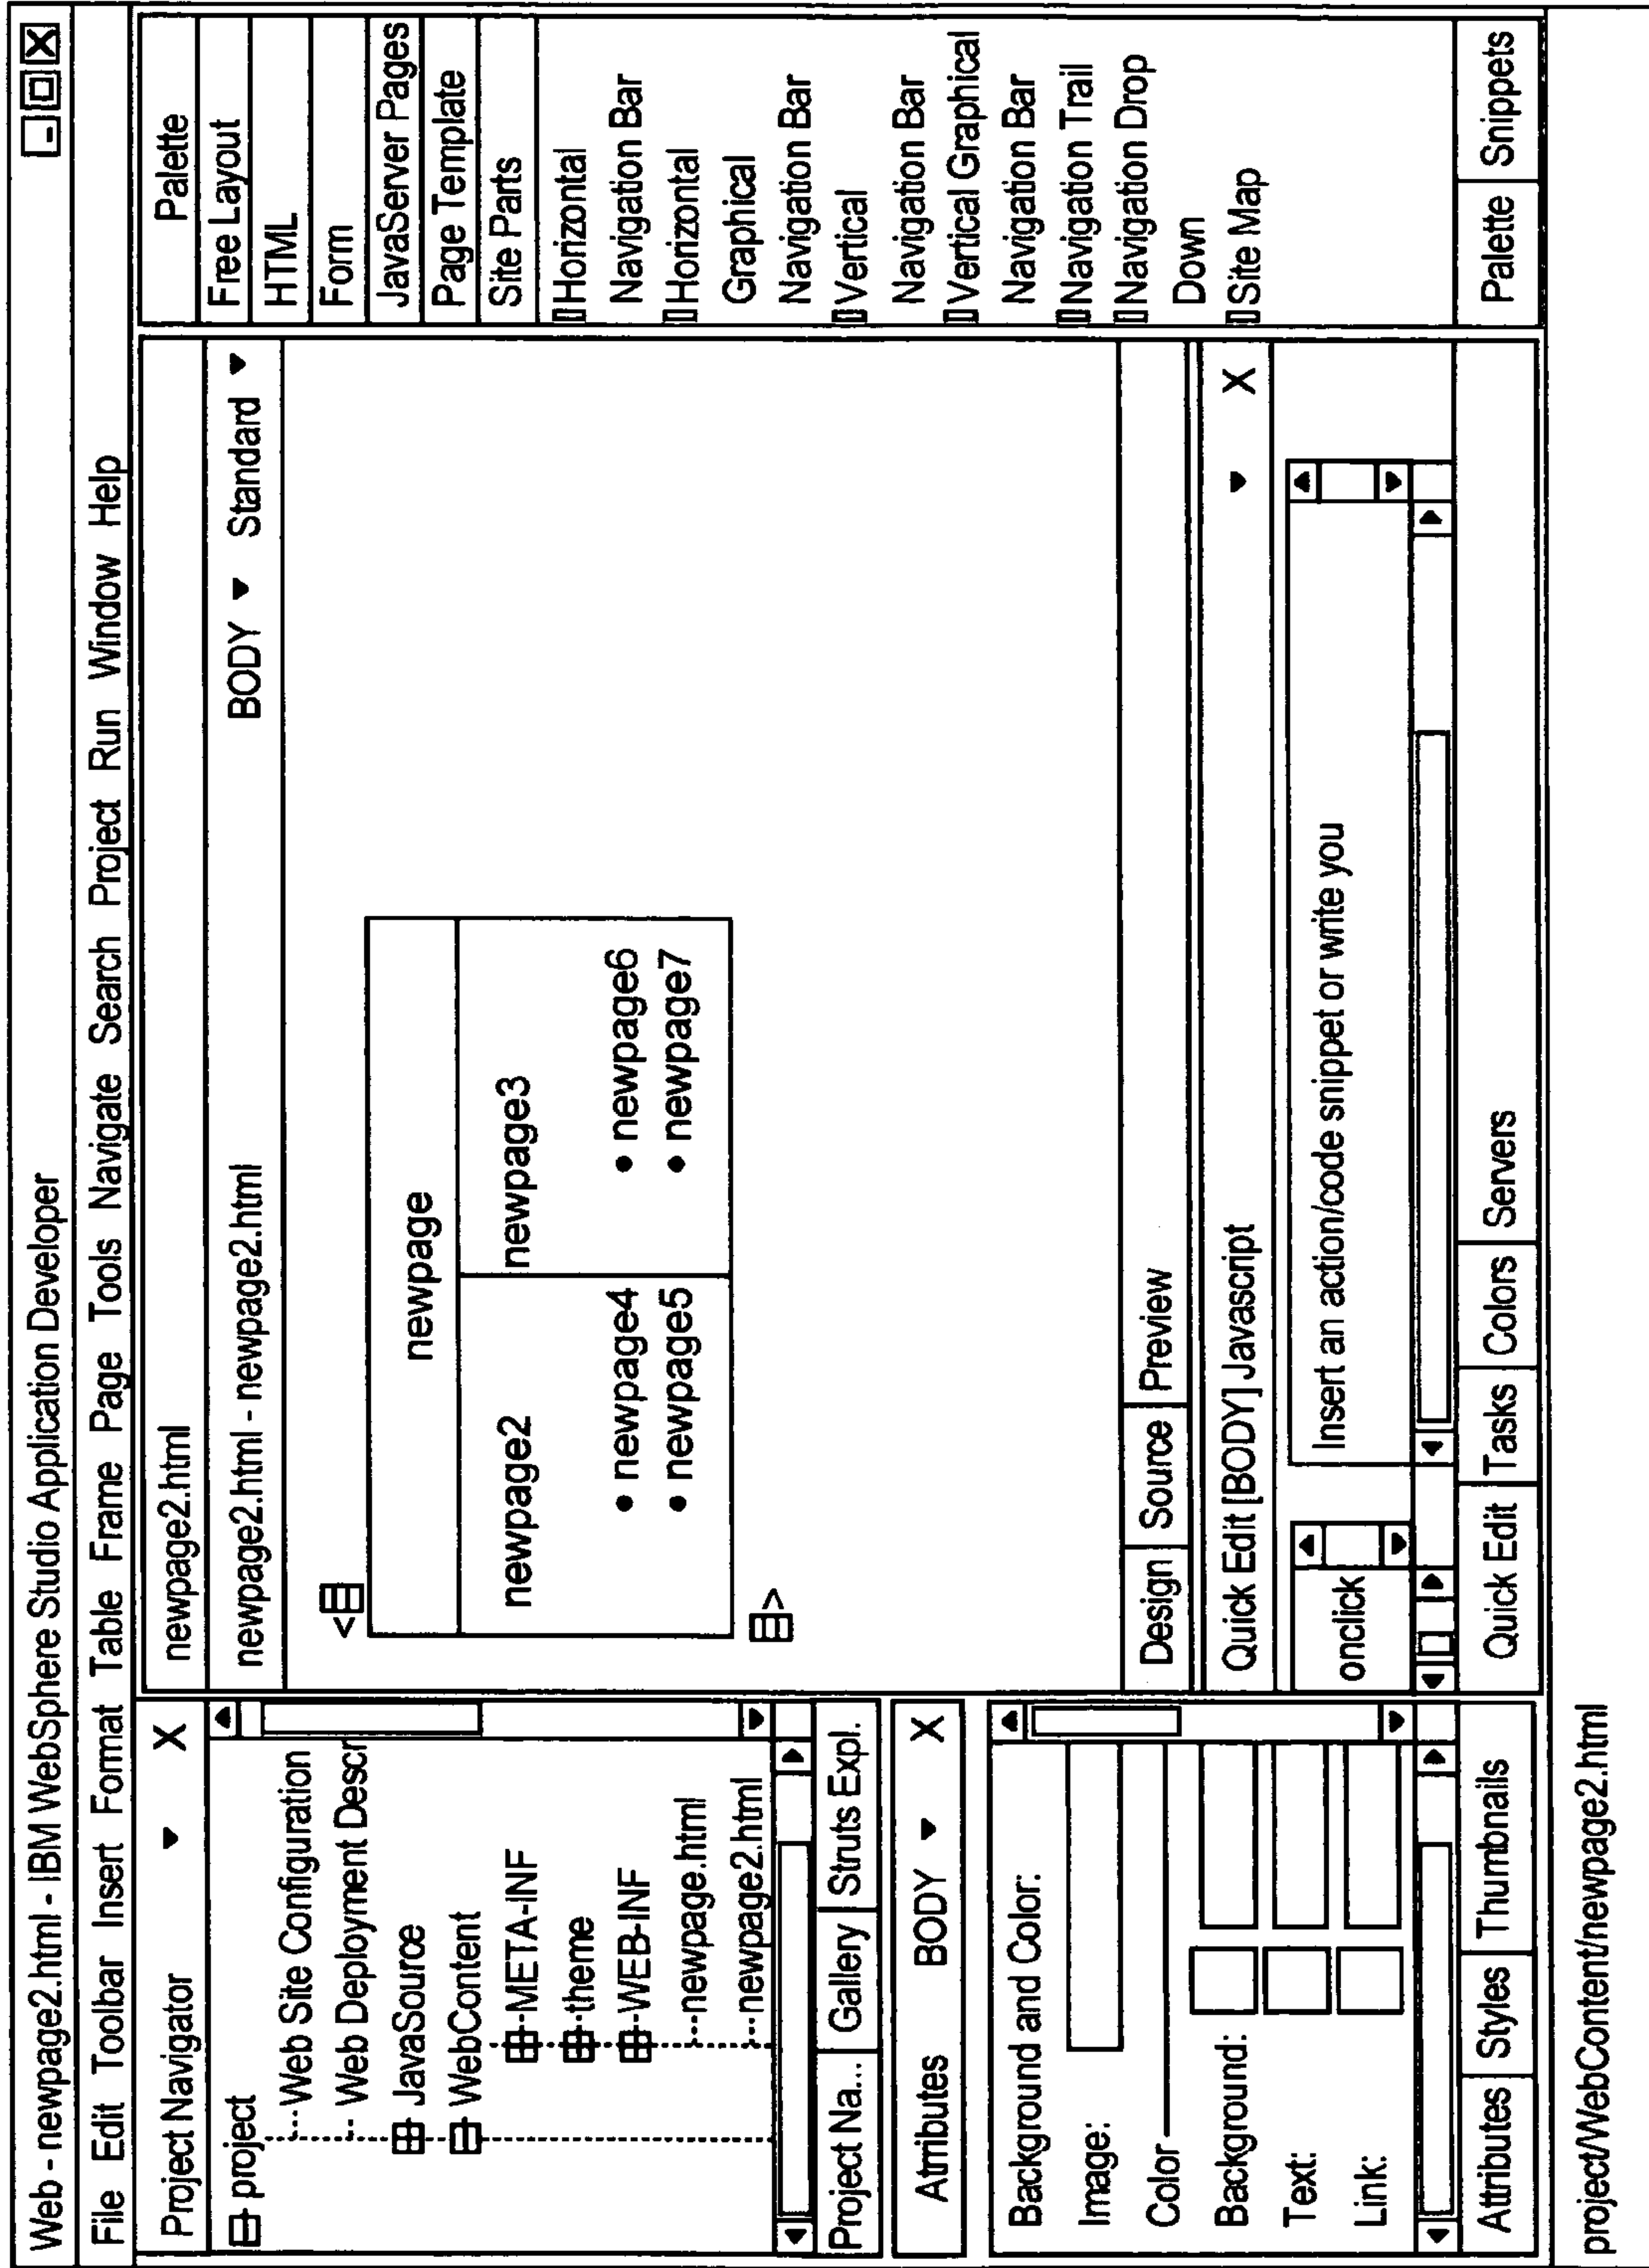 Web - newpage2.html - IBM WebSphere Studio Application Developer
File Edit Toolbar Insert Format Table Frame Page Tools Navigate Search Project Run Window Help
Project Navigator X
project
Web Site Configuration
Web Deployment Descr
JavaSource
WebContent
META-INF
theme
WEB-INF
newpage.html
newpage2.html
Project Na... Gallery Struts Expl.
Attributes BODY X
Background and Color:
Image:
Color
Background:
Text:
Link:
Attributes Styles Thumbnails
newpage2.html
newpage2.html - newpage2.html BODY Standard
<
newpage
newpage2 newpage3
• newpage4 • newpage6
• newpage5 • newpage7
>
Design Source Preview
Quick Edit [BODY] Javascript X
onclick Insert an action/code snippet or write you
Quick Edit Tasks Colors Servers
Palette
Free Layout
HTML
Form
JavaServer Pages
Page Template
Site Parts
Horizontal
Navigation Bar
Horizontal
Graphical
Navigation Bar
Vertical
Navigation Bar
Vertical Graphical
Navigation Bar
Navigation Trail
Navigation Drop
Down
Site Map
Palette Snippets
project/WebContent/newpage2.html